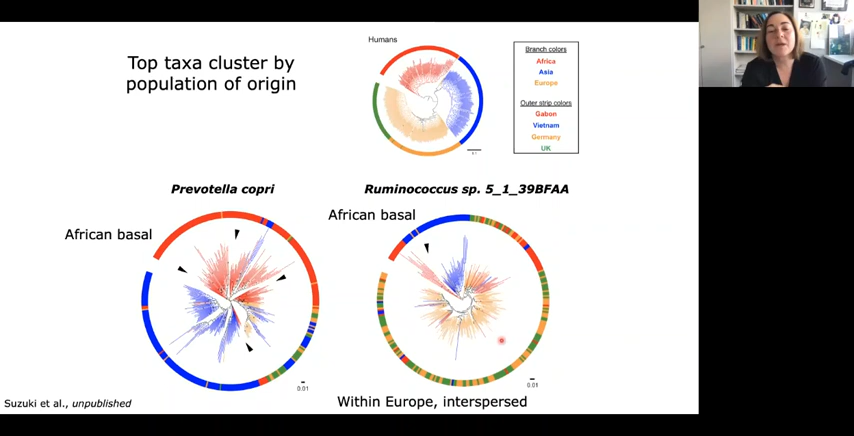 Top taxa cluster by
population of origin
Humans
Branch colors
Africa
Asia
Europe
Outer strip colors
Gabon
Vietnam
Germany
UK
Prevotella copri
Ruminococcus sp. 5_1_39BFAA
African basal
African basal
0.01
0.01
Within Europe, interspersed
Suzuki et al., unpublished